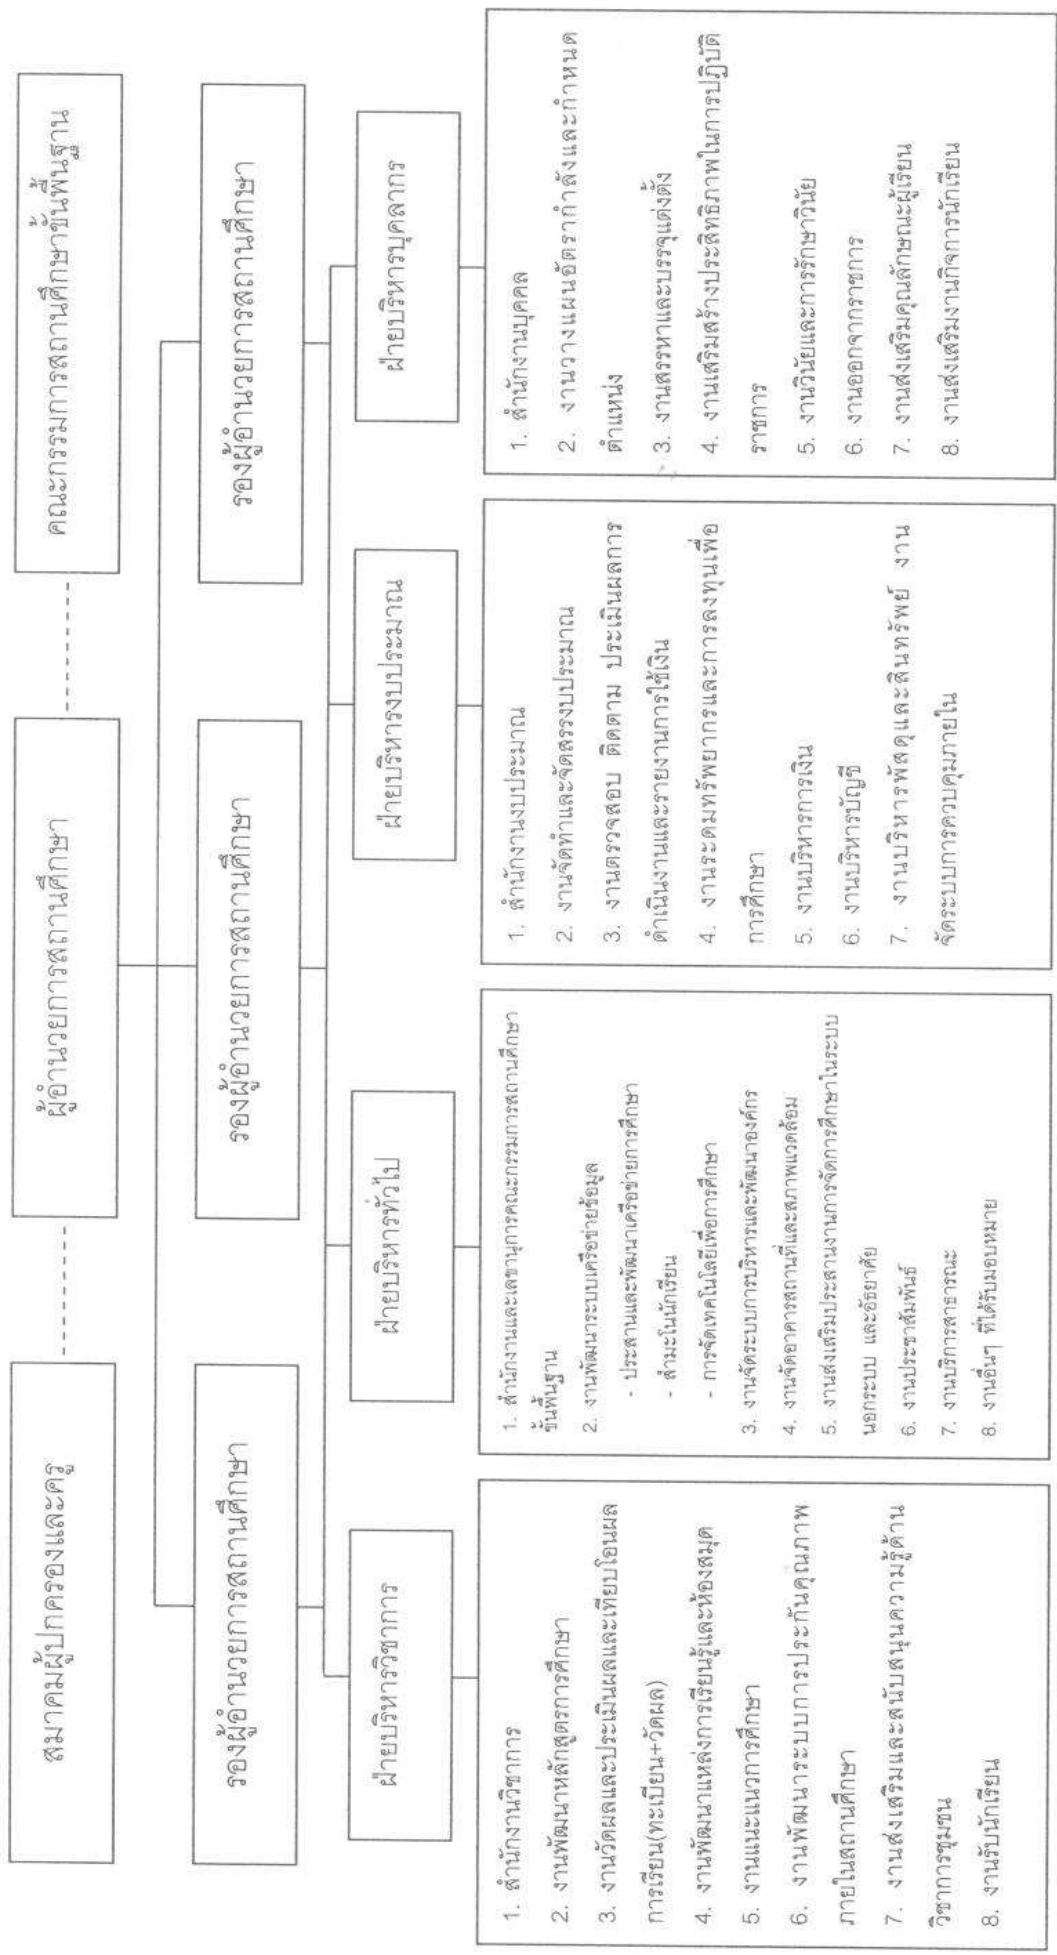 สมาคมผู้ปกครองและครู
ผู้อำนวยการสถานศึกษา
คณะกรรมการสถานศึกษาขั้นพื้นฐาน
รองผู้อำนวยการสถานศึกษา
รองผู้อำนวยการสถานศึกษา
รองผู้อำนวยการสถานศึกษา
ฝ่ายบริหารวิชาการ
ฝ่ายบริหารทั่วไป
ฝ่ายบริหารงบประมาณ
ฝ่ายบริหารบุคลากร
1. สำนักงานวิชาการ
2. งานพัฒนาหลักสูตรการศึกษา
3. งานวัดผลและประเมินผลและเทียบโอนผล
การเรียน(ทะเบียน+วัดผล)
4. งานพัฒนาแหล่งการเรียนรู้และห้องสมุด
5. งานแนะแนวการศึกษา
6. งานพัฒนาระบบการประกันคุณภาพ
ภายในสถานศึกษา
7. งานส่งเสริมและสนับสนุนความรู้ด้าน
วิชาการชุมชน
8. งานรับนักเรียน
1. สำนักงานและเลขานุการคณะกรรมการสถานศึกษา
ขั้นพื้นฐาน
2. งานพัฒนาระบบเครือข่ายข้อมูล
- ประสานและพัฒนาเครือข่ายการศึกษา
- สำมะโนนักเรียน
- การจัดเทคโนโลยีเพื่อการศึกษา
3. งานจัดระบบการบริหารและพัฒนาองค์กร
4. งานจัดอาคารสถานที่และสภาพแวดล้อม
5. งานส่งเสริมประสานงานการจัดการศึกษาในระบบ
นอกระบบ และอัธยาศัย
6. งานประชาสัมพันธ์
7. งานบริการสาธารณะ
8. งานอื่นๆ ที่ได้รับมอบหมาย
1. สำนักงานงบประมาณ
2. งานจัดทำและจัดสรรงบประมาณ
3. งานตรวจสอบ ติดตาม ประเมินผลการ
ดำเนินงานและรายงานการใช้เงิน
4. งานระดมทรัพยากรและการลงทุนเพื่อ
การศึกษา
5. งานบริหารการเงิน
6. งานบริหารบัญชี
7. งานบริหารพัสดุและสินทรัพย์ งาน
จัดระบบการควบคุมภายใน
1. สำนักงานบุคคล
2. งานวางแผนอัตรากำลังและกำหนด
ตำแหน่ง
3. งานสรรหาและบรรจุแต่งตั้ง
4. งานเสริมสร้างประสิทธิภาพในการปฏิบัติ
ราชการ
5. งานวินัยและการรักษาวินัย
6. งานออกจากราชการ
7. งานส่งเสริมคุณลักษณะผู้เรียน
8. งานส่งเสริมงานกิจการนักเรียน